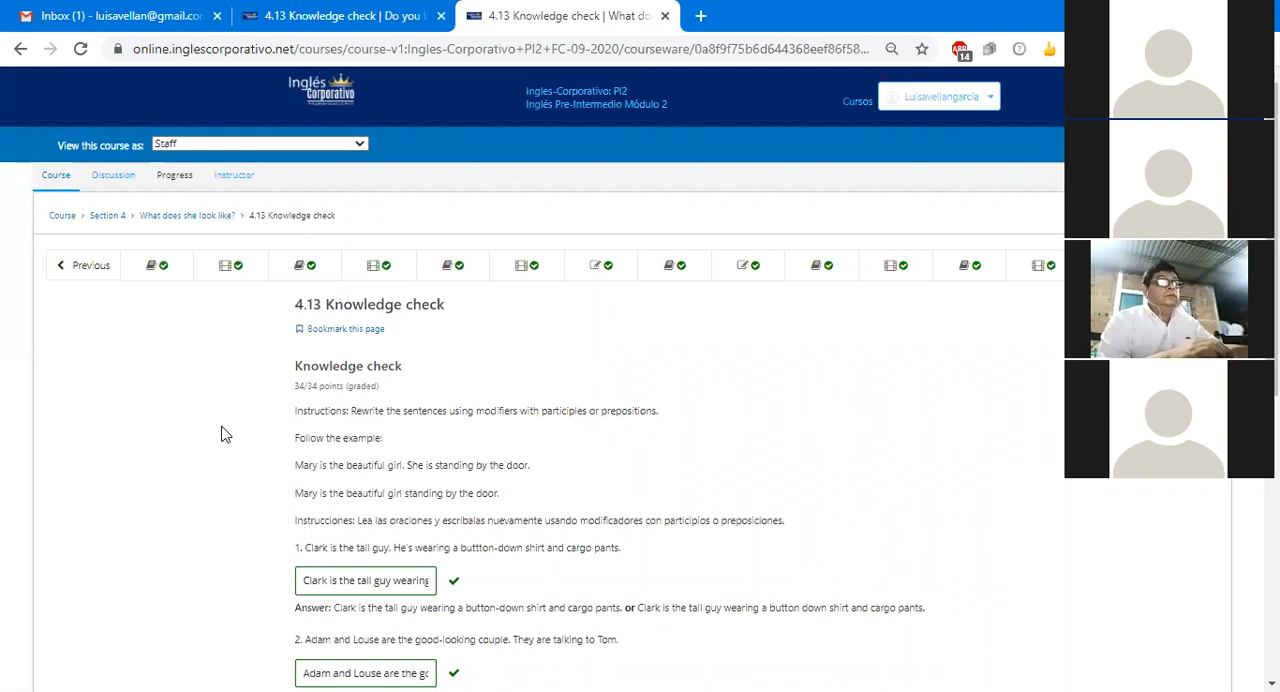 Inbox (1) - luisavellan@gmail.co
4.13 Knowledge check | Do you l
4.13 Knowledge check | What do
online.inglescorporativo.net/courses/course-v1:Ingles-Corporativo+PI2+FC-09-2020/courseware/0a8f9f75b6d644368eef86f58...
14
Inglés
Corporativo
Ingles-Corporativo: PI2
Inglés Pre-Intermedio Módulo 2
Cursos
Luisavellangarcia
View this course as:
Staff
Course
Discussion
Progress
Instructor
Course > Section 4 > What does she look like? > 4.13 Knowledge check
Previous
4.13 Knowledge check
Bookmark this page
Knowledge check
34/34 points (graded)
Instructions: Rewrite the sentences using modifiers with participles or prepositions.
Follow the example:
Mary is the beautiful girl. She is standing by the door.
Mary is the beautiful girl standing by the door.
Instrucciones: Lea las oraciones y escribalas nuevamente usando modificadores con participios o preposiciones.
1. Clark is the tall guy. He's wearing a buttton-down shirt and cargo pants.
Clark is the tall guy wearing
Answer: Clark is the tall guy wearing a button-down shirt and cargo pants. or Clark is the tall guy wearing a button down shirt and cargo pants.
2. Adam and Louse are the good-looking couple. They are talking to Tom.
Adam and Louse are the gc